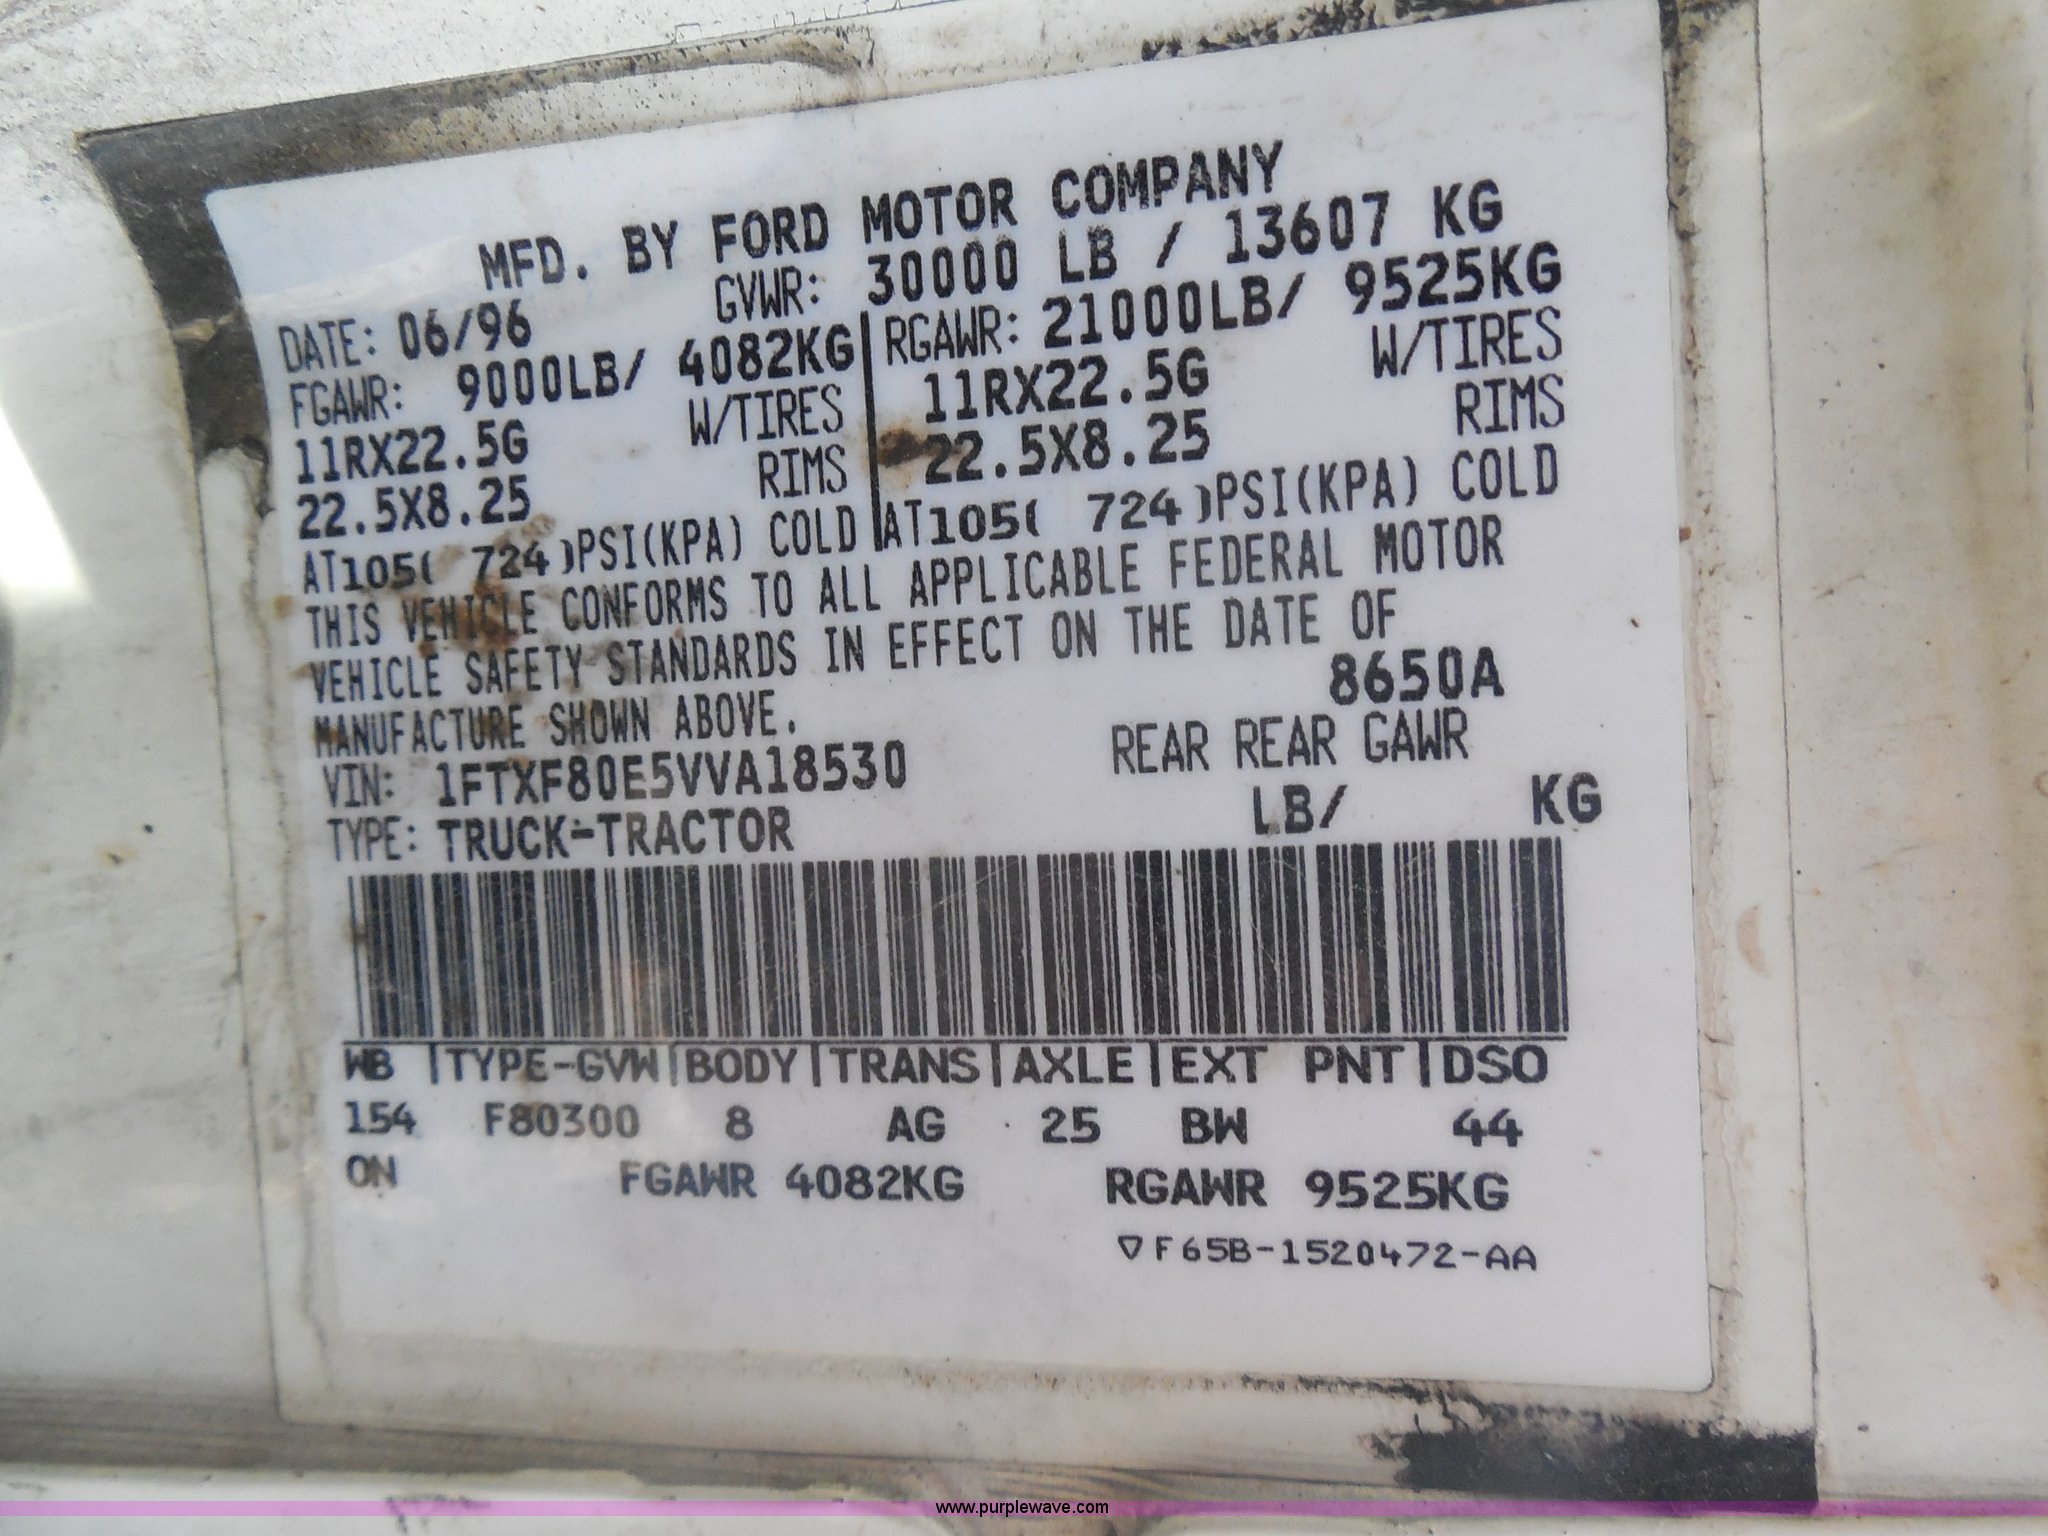 MFD. BY FORD MOTOR COMPANY
DATE: 06/96 GVWR: 30000 LB / 13607 KG
FGAWR: 9000LB/ 4082KG RGAWR: 21000LB/ 9525KG
11RX22.5G W/TIRES 11RX22.5G W/TIRES
22.5X8.25 RIMS 22.5X8.25 RIMS
AT105( 724)PSI(KPA) COLD AT105( 724)PSI(KPA) COLD
THIS VEHICLE CONFORMS TO ALL APPLICABLE FEDERAL MOTOR
VEHICLE SAFETY STANDARDS IN EFFECT ON THE DATE OF
MANUFACTURE SHOWN ABOVE. 8650A
VIN: 1FTXF80E5VVA18530 REAR REAR GAWR
TYPE: TRUCK-TRACTOR LB/ KG
WB |TYPE-GVW|BODY|TRANS|AXLE|EXT PNT|DSO
154 F80300 8 AG 25 BW 44
ON FGAWR 4082KG RGAWR 9525KG
▽F65B-1520472-AA
www.purplewave.com